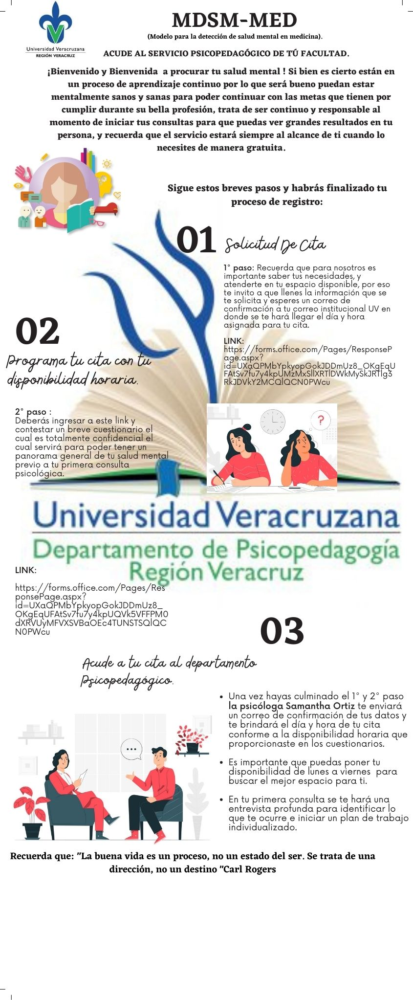 Universidad Veracruzana
REGIÓN VERACRUZ
MDSM-MED
(Modelo para la detección de salud mental en medicina).
ACUDE AL SERVICIO PSICOPEDAGÓGICO DE TÚ FACULTAD.
¡Bienvenido y Bienvenida a procurar tu salud mental ! Si bien es cierto están en
un proceso de aprendizaje continuo por lo que será bueno puedan estar
mentalmente sanos y sanas para poder continuar con las metas que tienen por
cumplir durante su bella profesión, trata de ser continuo y responsable al
momento de iniciar tus consultas para que puedas ver grandes resultados en tu
persona, y recuerda que el servicio estará siempre al alcance de ti cuando lo
necesites de manera gratuita.
Sigue estos breves pasos y habrás finalizado tu
proceso de registro:
01
Solicitud De Cita
1° paso: Recuerda que para nosotros es
importante saber tus necesidades, y
atenderte en tu espacio disponible, por eso
te invito a que llenes la información que se
te solicita y esperes un correo de
confirmación a tu correo institucional UV en
donde se te hará llegar el día y hora
asignada para tu cita.
LINK:
https://forms.office.com/Pages/ResponseP
age.aspx?
id=UXaQPMbYpkyopGokJDDmUz8_OKgEqU
FAtSv7fu7y4kpUMzMxSllXRTlDWkMySkJRTlg3
RkJDVkY2MCQlQCN0PWcu
02
Programa tu cita con tu
disponibilidad horaria.
2° paso :
Deberás ingresar a este link y
contestar un breve cuestionario el
cual es totalmente confidencial el
cual servirá para poder tener un
panorama general de tu salud mental
previo a tu primera consulta
psicológica.
?
Universidad Veracruzana
Departamento de Psicopedagogía
Región Veracruz
LINK:
https://forms.office.com/Pages/Res
ponsePage.aspx?
id=UXaQPMbYpkyopGokJDDmUz8_
OKgEqUFAtSv7fu7y4kpUQVk5VFFPM0
dXRVUyMFVXSVBaOEc4TUNSTSQlQC
N0PWcu
03
Acude a tu cita al departamento
Psicopedagógico.
• Una vez hayas culminado el 1° y 2° paso
la psicóloga Samantha Ortiz te enviará
un correo de confirmación de tus datos y
te brindará el día y hora de tu cita
conforme a la disponibilidad horaria que
proporcionaste en los cuestionarios.
• Es importante que puedas poner tu
disponibilidad de lunes a viernes para
buscar el mejor espacio para ti.
• En tu primera consulta se te hará una
entrevista profunda para identificar lo
que te ocurre e iniciar un plan de trabajo
individualizado.
Recuerda que: "La buena vida es un proceso, no un estado del ser. Se trata de una
dirección, no un destino "Carl Rogers